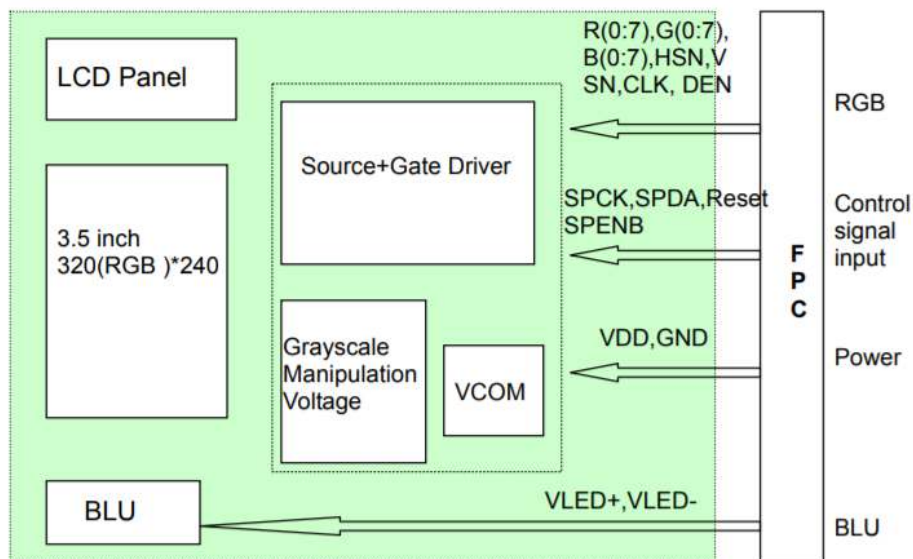 LCD Panel
3.5 inch
320(RGB )*240
BLU
Source+Gate Driver
Grayscale
Manipulation
Voltage
VCOM
R(0:7),G(0:7),
B(0:7),HSN,V
SN,CLK, DEN
SPCK,SPDA,Reset
SPENB
VDD,GND
VLED+,VLED-
F
P
C
RGB
Control
signal
input
Power
BLU